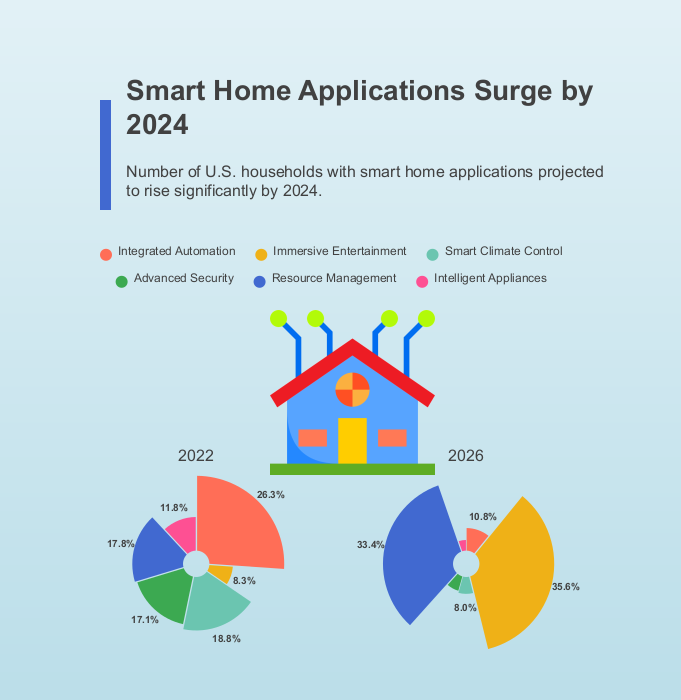 Smart Home Applications Surge by
2024
Number of U.S. households with smart home applications projected
to rise significantly by 2024.
Integrated Automation
Immersive Entertainment
Smart Climate Control
Advanced Security
Resource Management
Intelligent Appliances
2022
26.3%
8.3%
18.8%
17.1%
17.8%
11.8%
2026
10.8%
35.6%
8.0%
33.4%